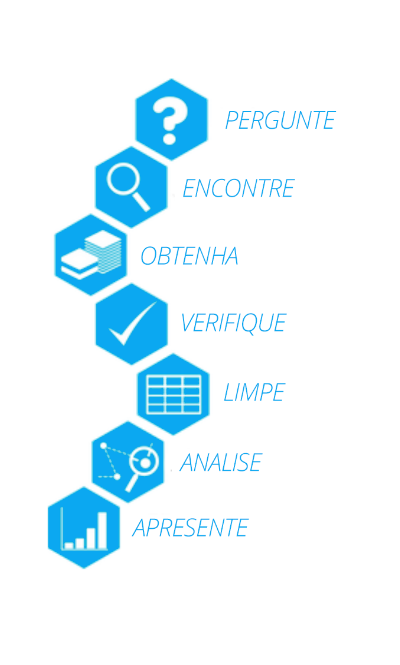 PERGUNTE
ENCONTRE
OBTENHA
VERIFIQUE
LIMPE
ANALISE
APRESENTE